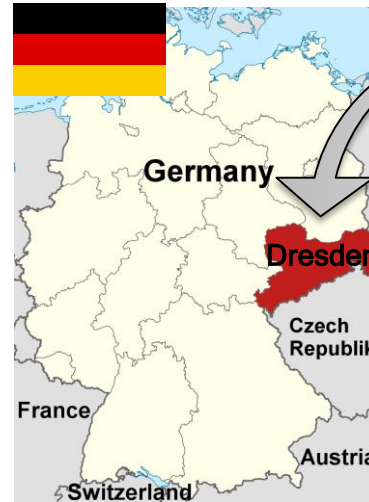 Germany
Dresden
Czech
Republik
France
Austria
Switzerland